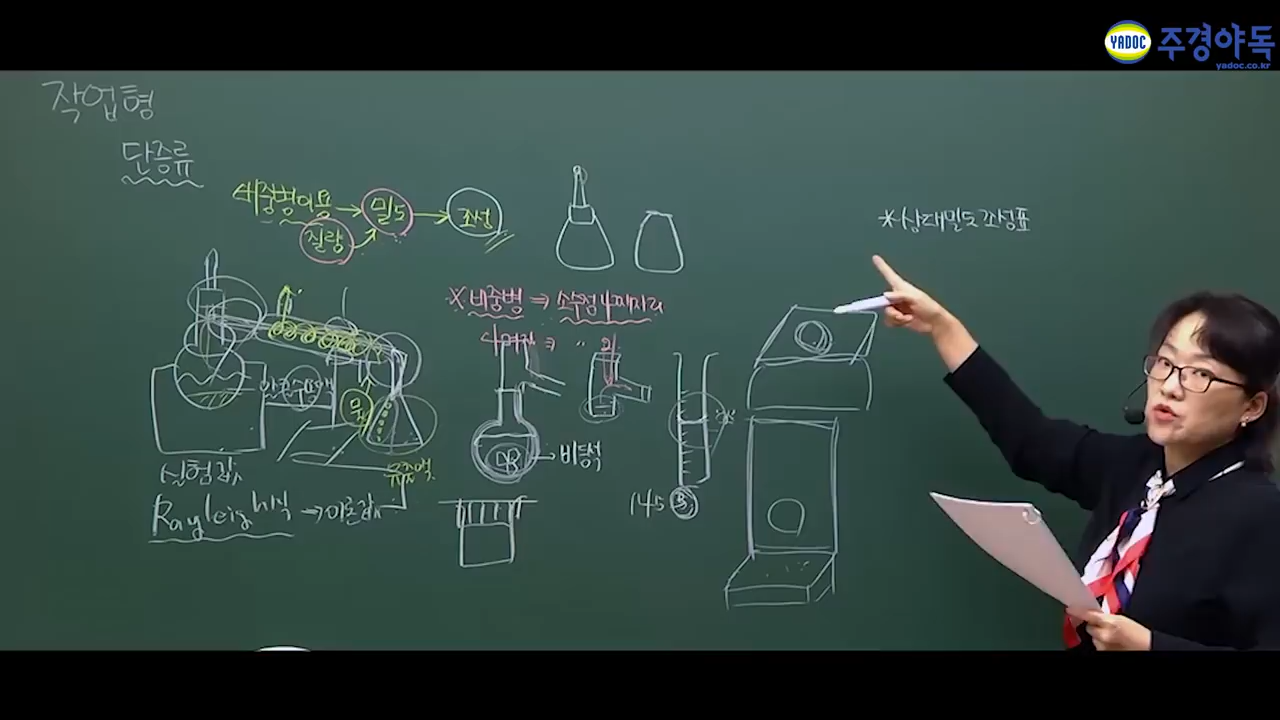 YADOC 주경야독
yadoc.co.kr
작업형
단증류
비중병이용 → 밀도 → 조성
질량
*상대밀도 조성표
※비중병 ⇒ 소수점 4째자리
비등석
실험값
유출액
Rayleigh식 → 이론값
145